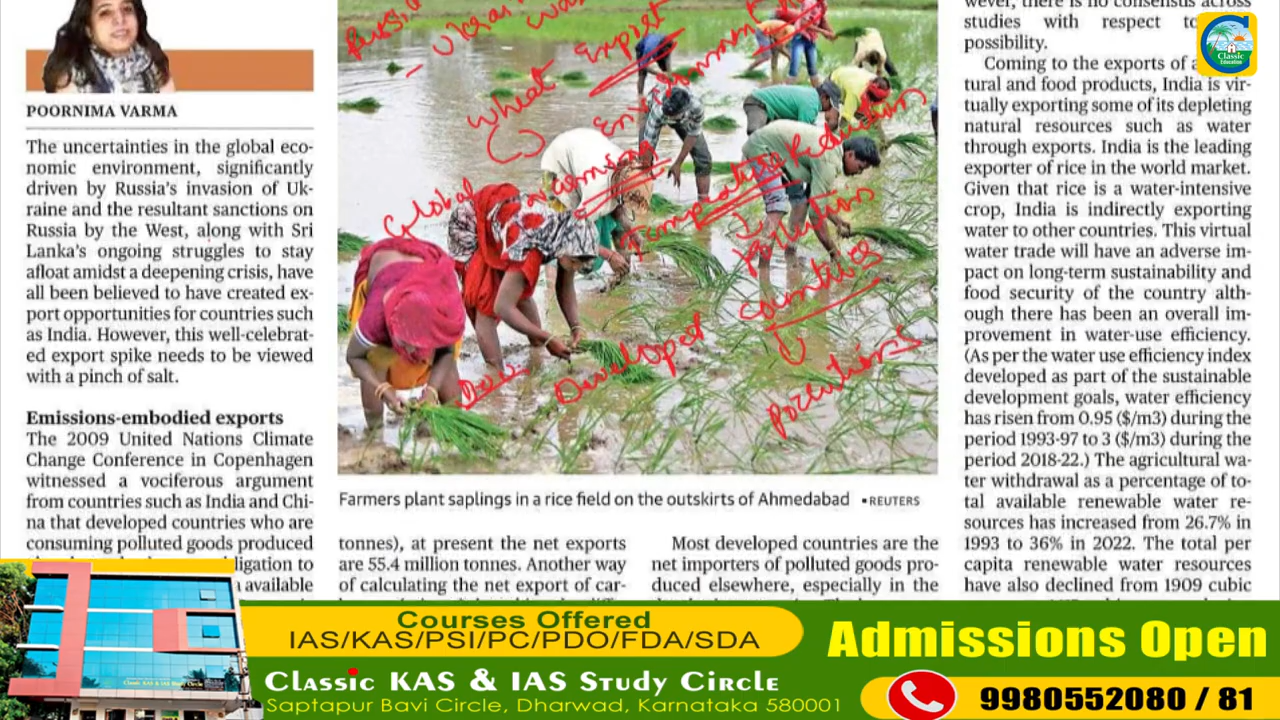 POORNIMA VARMA
The uncertainties in the global eco-
nomic environment, significantly
driven by Russia's invasion of Uk-
raine and the resultant sanctions on
Russia by the West, along with Sri
Lanka's ongoing struggles to stay
afloat amidst a deepening crisis, have
all been believed to have created ex-
port opportunities for countries such
as India. However, this well-celebrat-
ed export spike needs to be viewed
with a pinch of salt.
Emissions-embodied exports
The 2009 United Nations Climate
Change Conference in Copenhagen
witnessed a vociferous argument
from countries such as India and Chi-
na that developed countries who are
consuming polluted goods produced
ligation to
available
Russia
What
Export
Environment
Global
Temperature Reduction
Pollution
Countries
Developed
Farmers plant saplings in a rice field on the outskirts of Ahmedabad ▪REUTERS
tonnes), at present the net exports
are 55.4 million tonnes. Another way
of calculating the net export of car-
Most developed countries are the
net importers of polluted goods pro-
duced elsewhere, especially in the
wever, there is no consensus across
studies with respect to
possibility.
Coming to the exports of
tural and food products, India is vir-
tually exporting some of its depleting
natural resources such as water
through exports. India is the leading
exporter of rice in the world market.
Given that rice is a water-intensive
crop, India is indirectly exporting
water to other countries. This virtual
water trade will have an adverse im-
pact on long-term sustainability and
food security of the country alth-
ough there has been an overall im-
provement in water-use efficiency.
(As per the water use efficiency index
developed as part of the sustainable
development goals, water efficiency
has risen from 0.95 ($/m3) during the
period 1993-97 to 3 ($/m3) during the
period 2018-22.) The agricultural wa-
ter withdrawal as a percentage of to-
tal available renewable water re-
sources has increased from 26.7% in
1993 to 36% in 2022. The total per
capita renewable water resources
have also declined from 1909 cubic
Classic
Education
Courses Offered
IAS/KAS/PSI/PC/PDO/FDA/SDA
Classic KAS & IAS Study Circle
Saptapur Bavi Circle, Dharwad, Karnataka 580001
Admissions Open
9980552080 / 81
Classic KAS & IAS STUDY CIRCLE